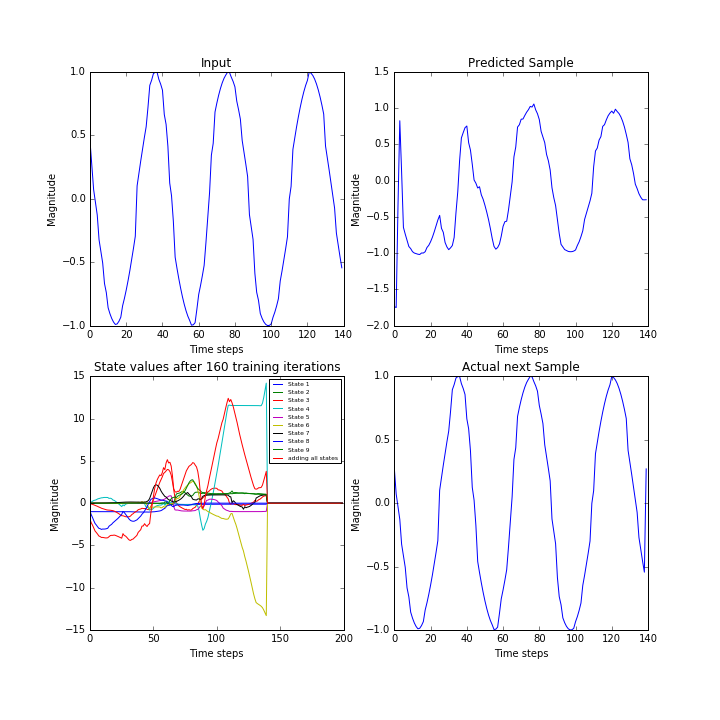 Input
1.0
0.5
0.0
−0.5
−1.0
Magnitude
0 20 40 60 80 100 120 140
Time steps
Predicted Sample
1.5
1.0
0.5
0.0
−0.5
−1.0
−1.5
−2.0
Magnitude
0 20 40 60 80 100 120 140
Time steps
State values after 160 training iterations
15
10
5
0
−5
−10
−15
Magnitude
0 50 100 150 200
Time steps
State 1
State 2
State 3
State 4
State 5
State 6
State 7
State 8
State 9
adding all states
Actual next Sample
1.0
0.5
0.0
−0.5
−1.0
Magnitude
0 20 40 60 80 100 120 140
Time steps